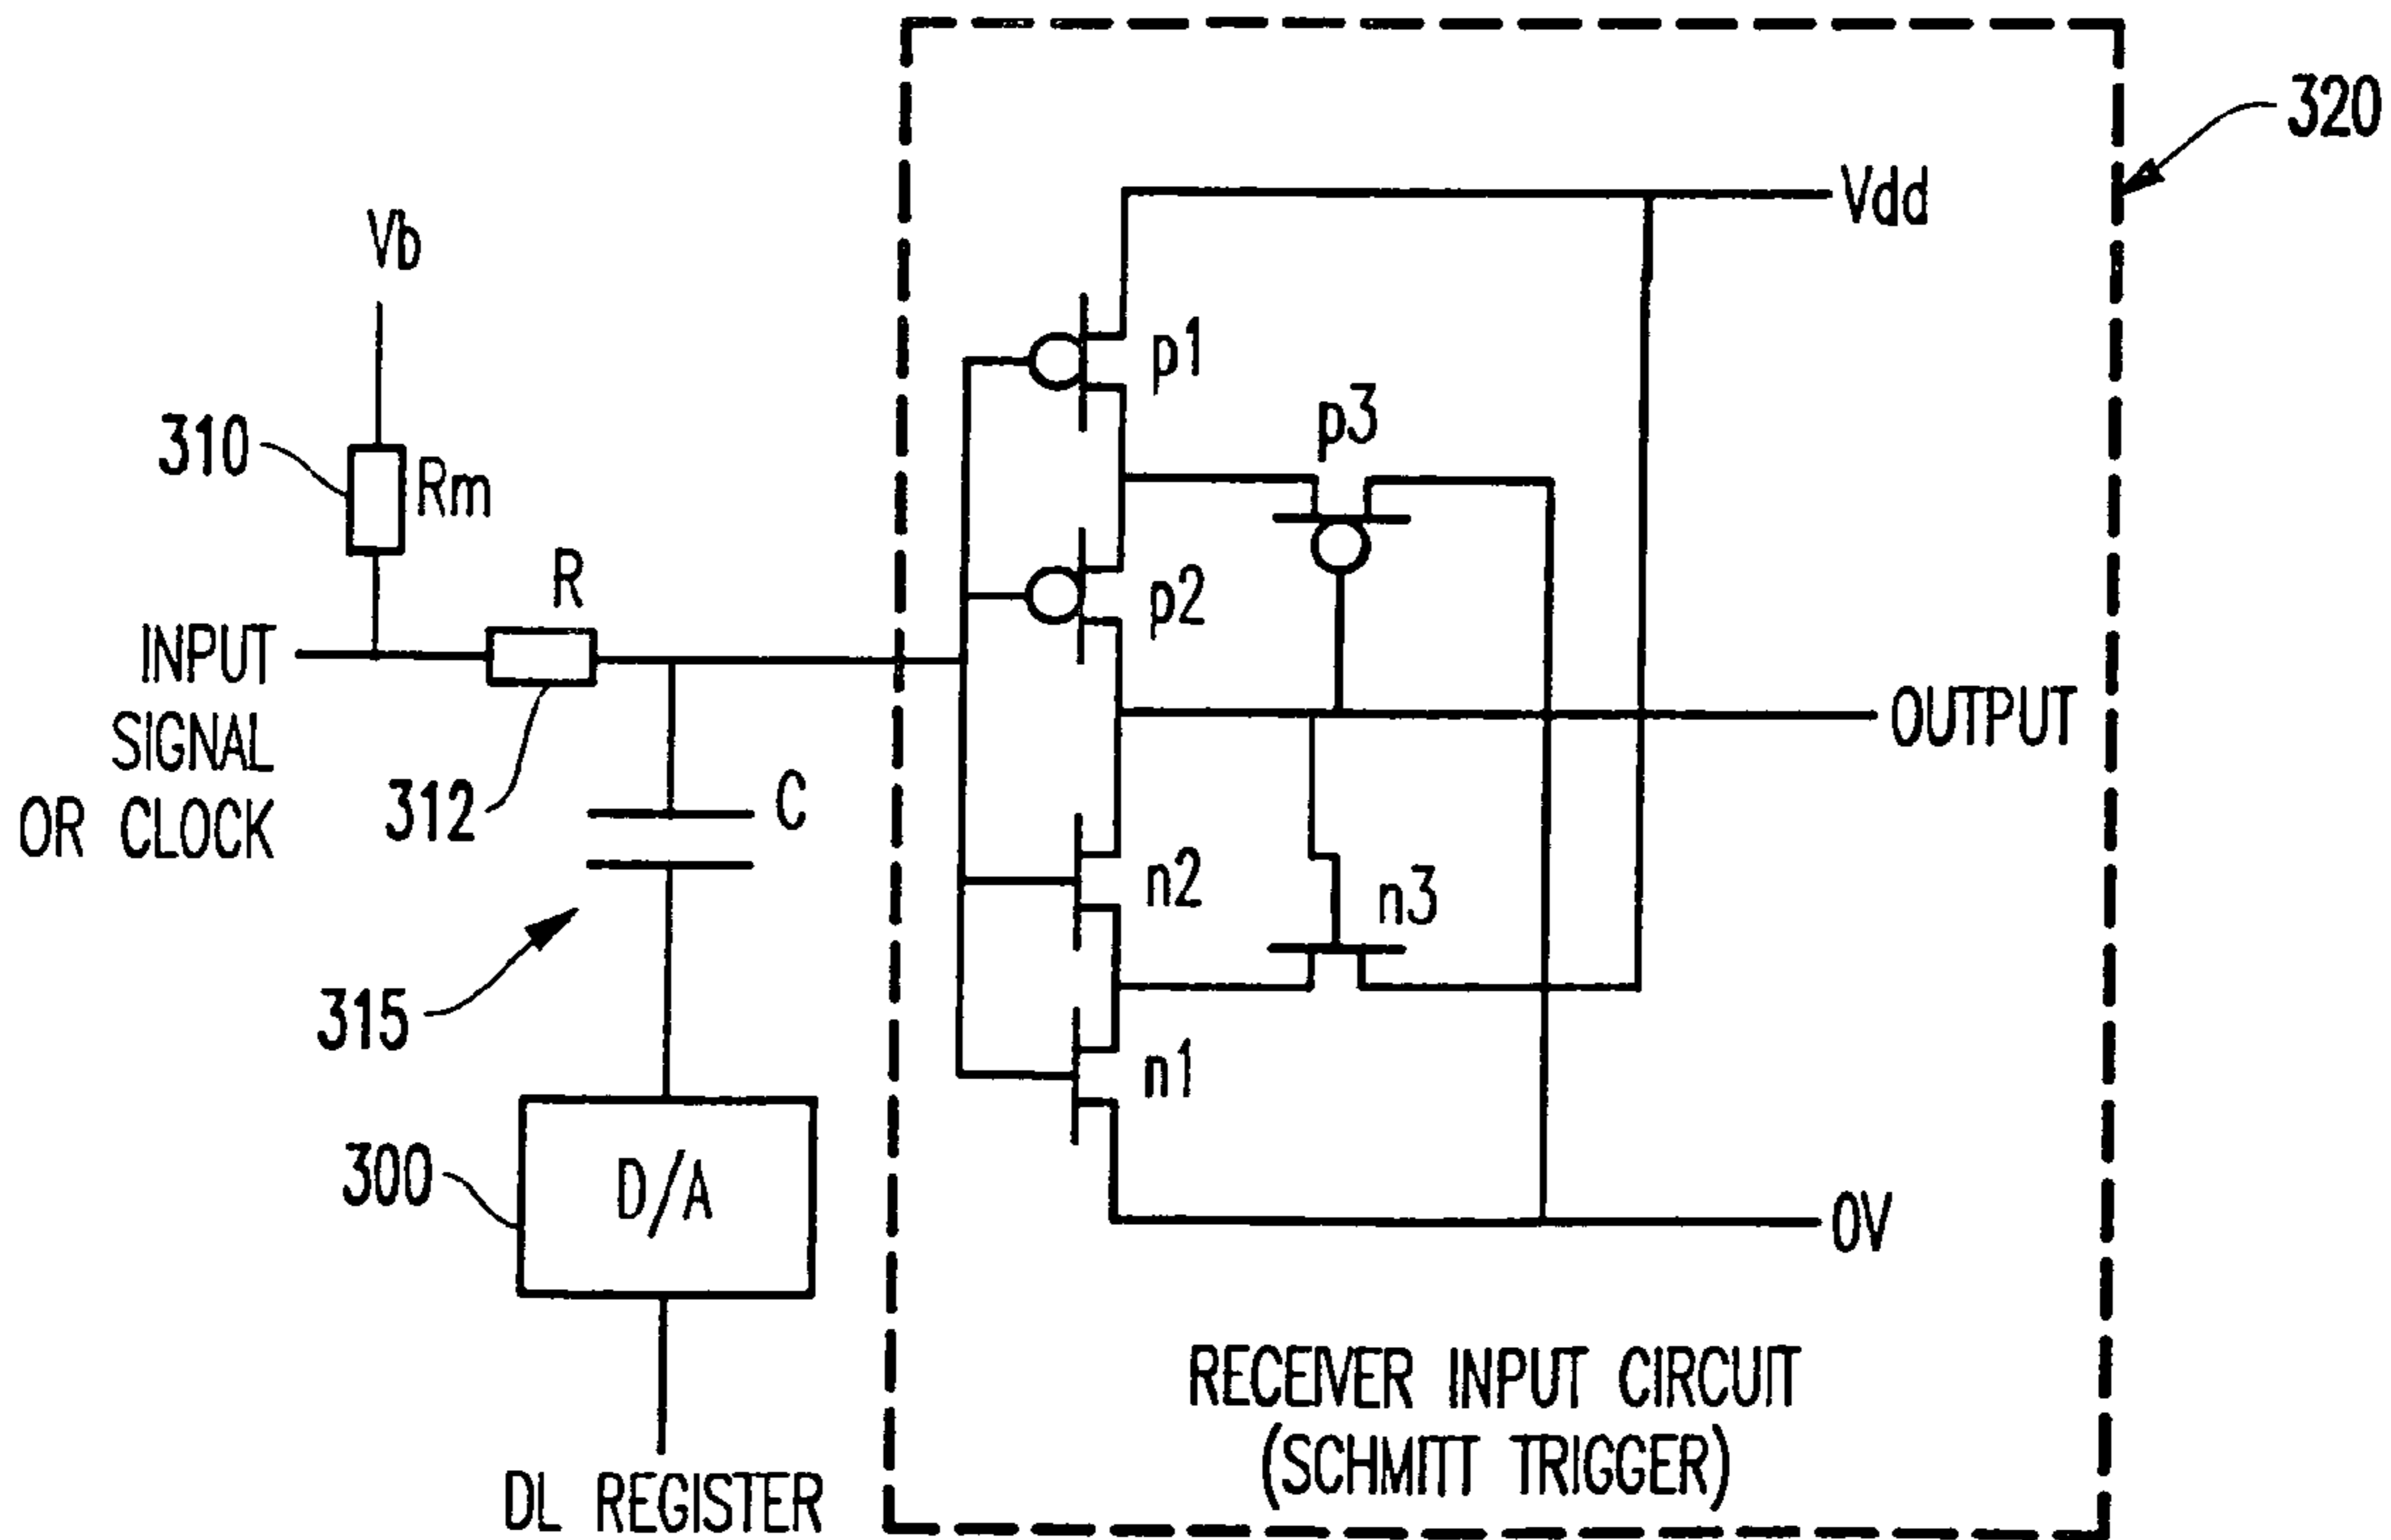 320
Vdd
Vb
p1
310
Rm
p3
R
p2
INPUT
SIGNAL
OR CLOCK
312
C
OUTPUT
n2
n3
315
n1
300
D/A
0V
RECEIVER INPUT CIRCUIT
(SCHMITT TRIGGER)
DL REGISTER